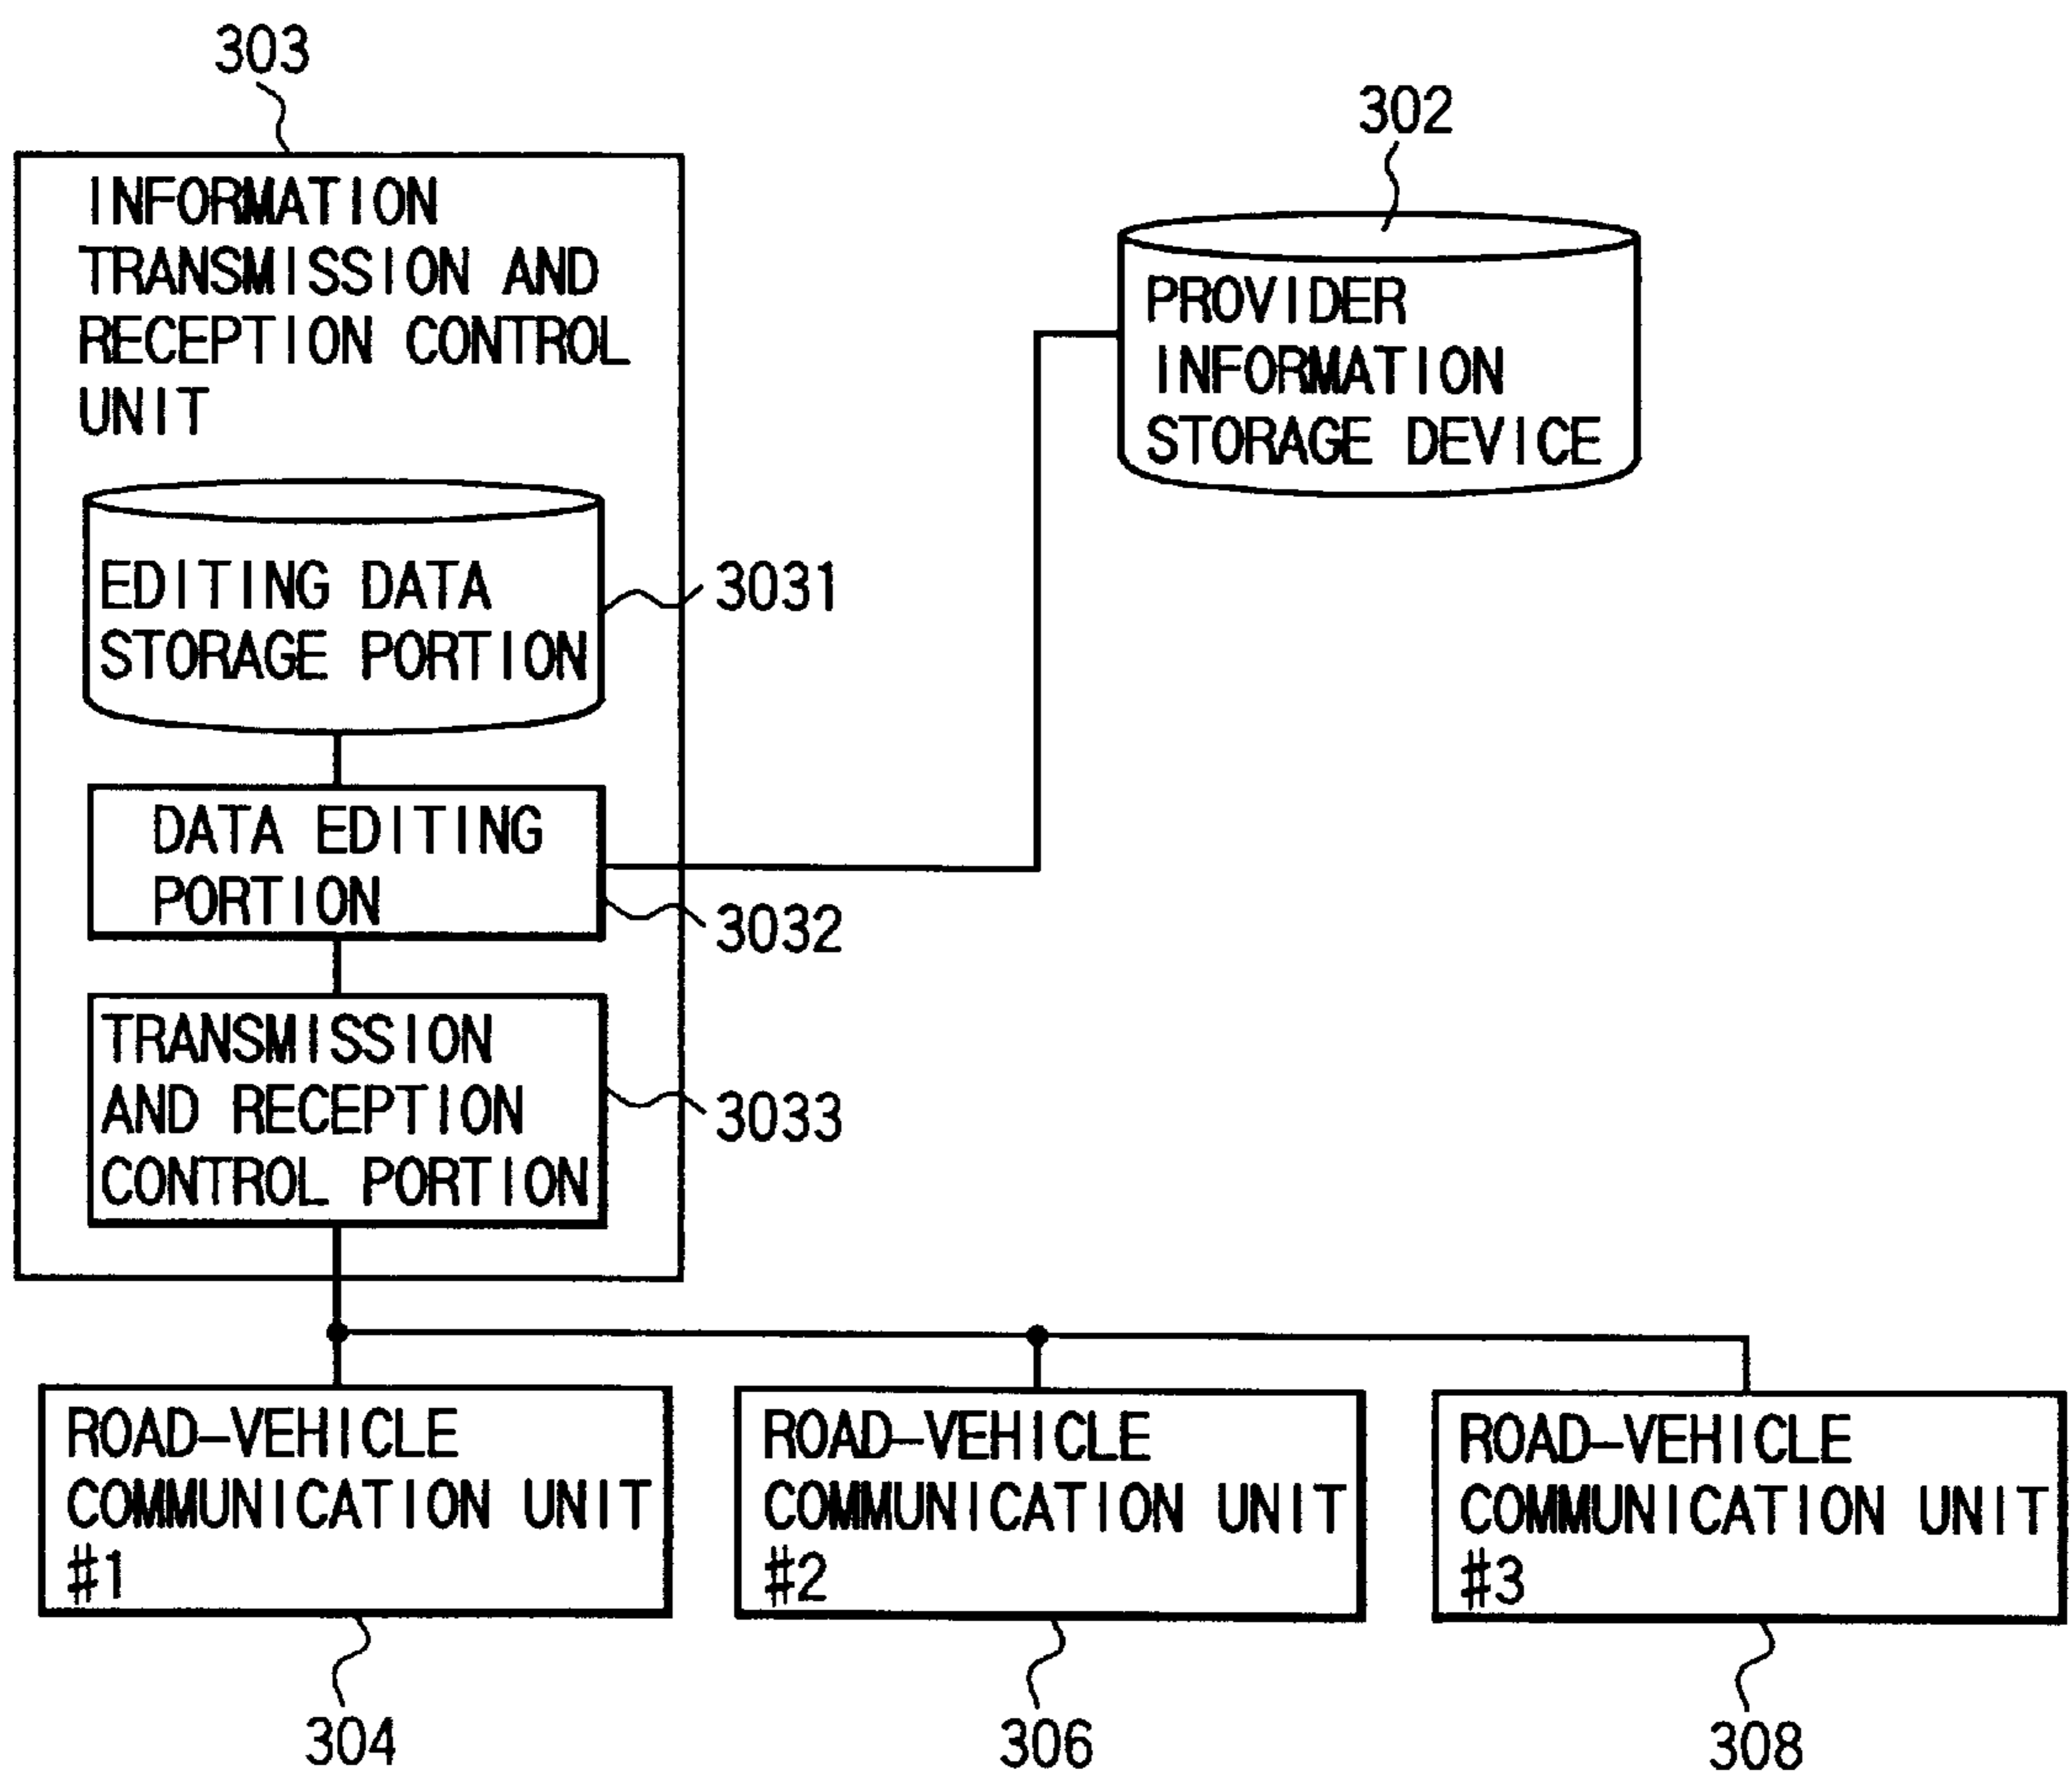 303
302
INFORMATION
TRANSMISSION AND
RECEPTION CONTROL
UNIT
PROVIDER
INFORMATION
STORAGE DEVICE
EDITING DATA
STORAGE PORTION
3031
DATA EDITING
PORTION
3032
TRANSMISSION
AND RECEPTION
CONTROL PORTION
3033
ROAD-VEHICLE
COMMUNICATION UNIT
#1
ROAD-VEHICLE
COMMUNICATION UNIT
#2
ROAD-VEHICLE
COMMUNICATION UNIT
#3
304
306
308